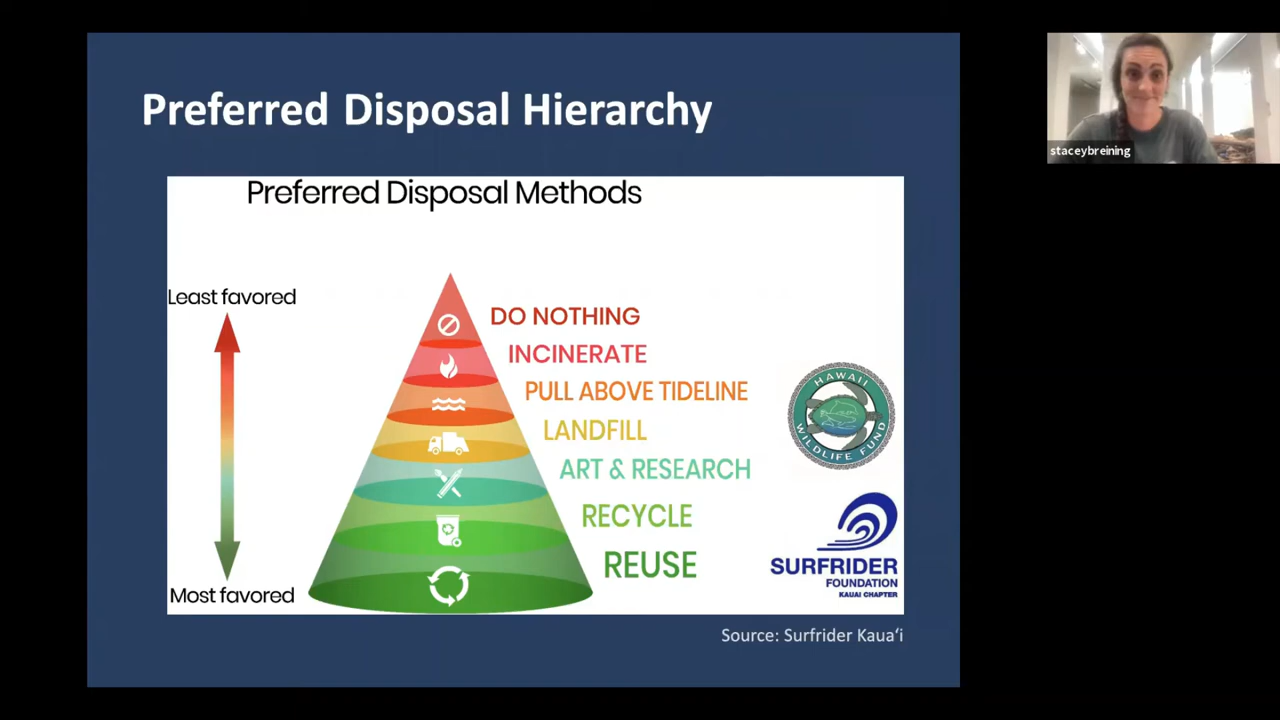 Preferred Disposal Hierarchy
staceybreining
Preferred Disposal Methods
Least favored
DO NOTHING
INCINERATE
PULL ABOVE TIDELINE
LANDFILL
ART & RESEARCH
RECYCLE
REUSE
Most favored
HAWAII
WILDLIFE FUND
SURFRIDER
FOUNDATION
KAUAI CHAPTER
Source: Surfrider Kauaʻi